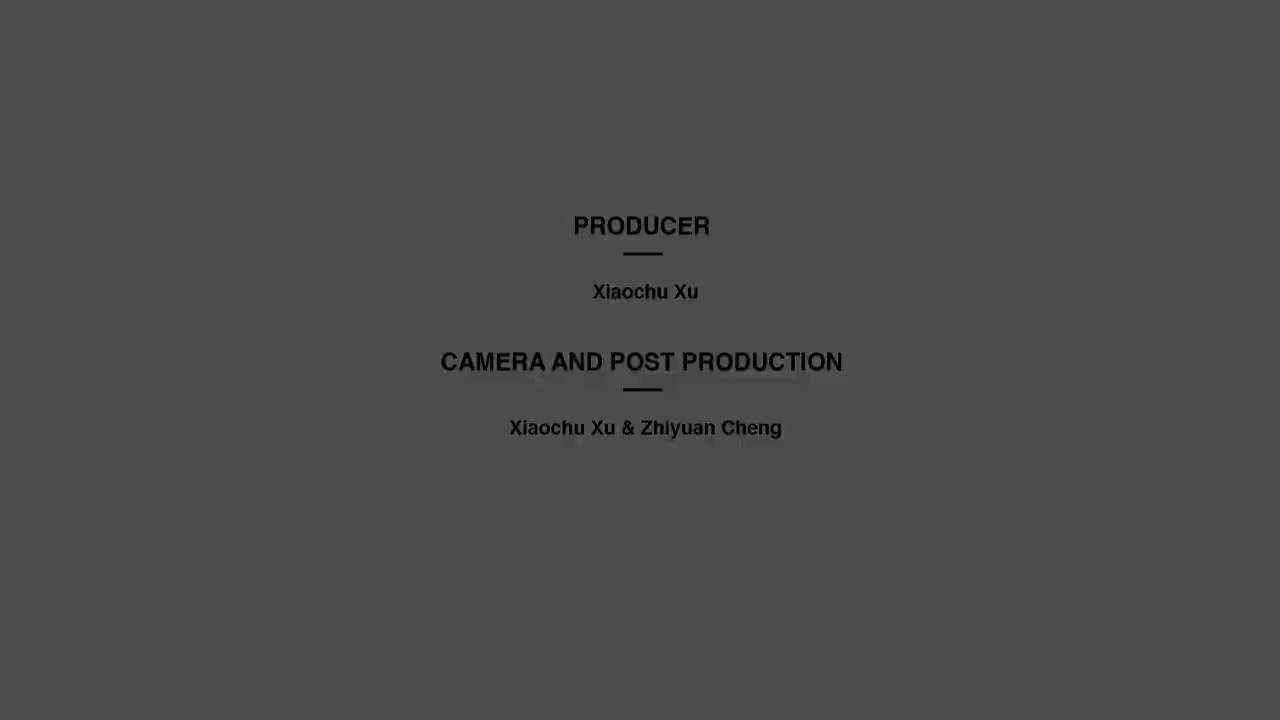 PRODUCER
Xiaochu Xu
CAMERA AND POST PRODUCTION
Xiaochu Xu & Zhiyuan Cheng